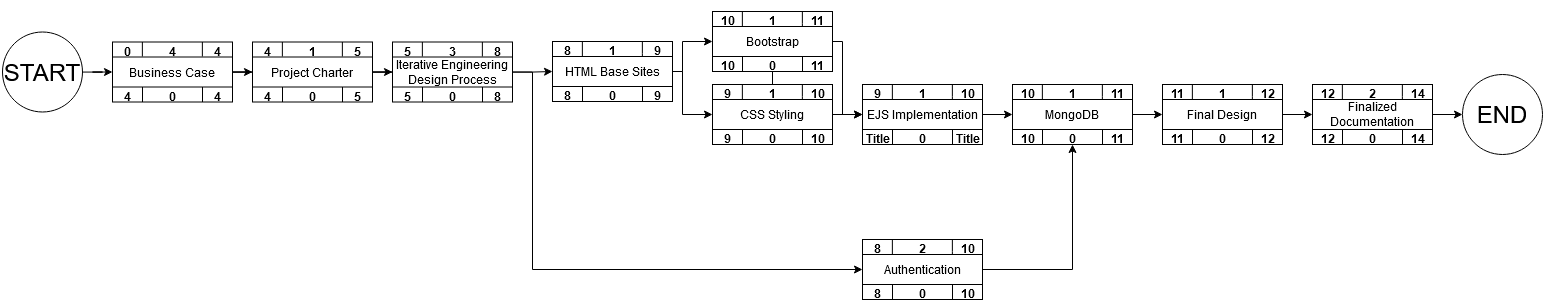 START
0 4 4
Business Case
4 0 4
4 1 5
Project Charter
4 0 5
5 3 8
Iterative Engineering
Design Process
5 0 8
8 1 9
HTML Base Sites
8 0 9
10 1 11
Bootstrap
10 0 11
9 1 10
CSS Styling
9 0 10
9 1 10
EJS Implementation
Title 0 Title
8 2 10
Authentication
8 0 10
10 1 11
MongoDB
10 0 11
11 1 12
Final Design
11 0 12
12 2 14
Finalized
Documentation
12 0 14
END